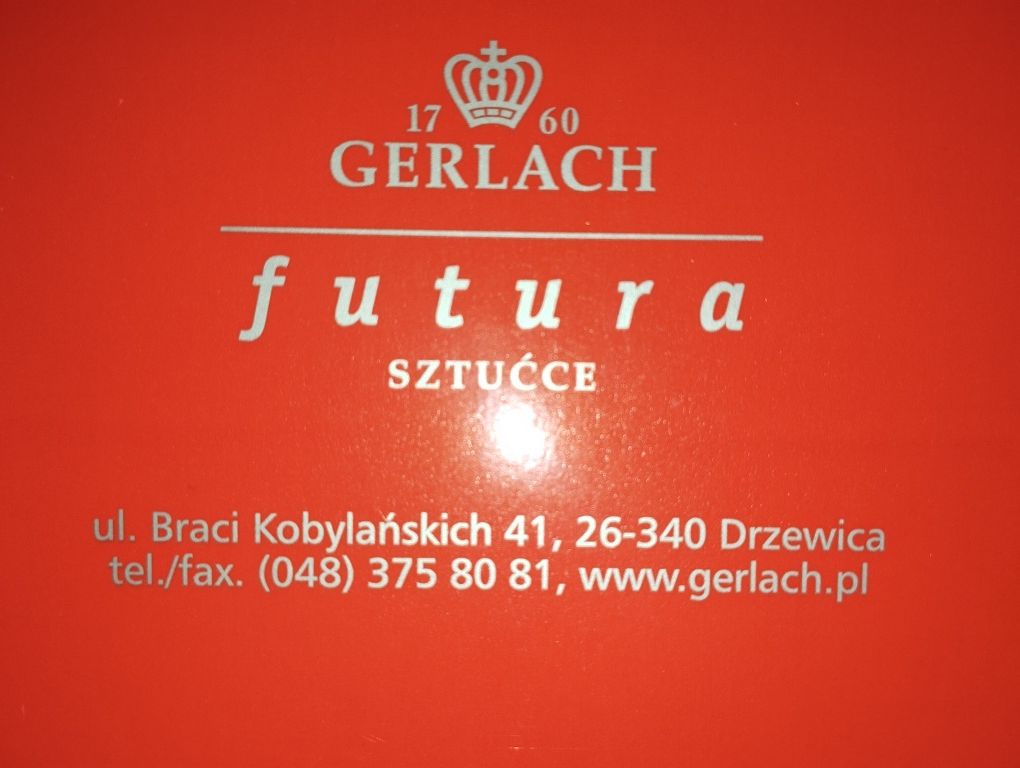 17 60
GERLACH
futura
SZTUĆCE
ul. Braci Kobylańskich 41, 26-340 Drzewica
tel./fax. (048) 375 80 81, www.gerlach.pl